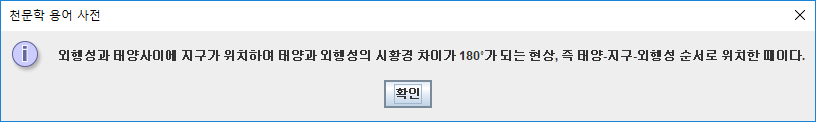 천문학 용어 사전
외행성과 태양사이에 지구가 위치하며 태양과 외행성의 시황경 차이가 180°가 되는 현상, 즉 태양-지구-외행성 순서로 위치한 때이다.
확인